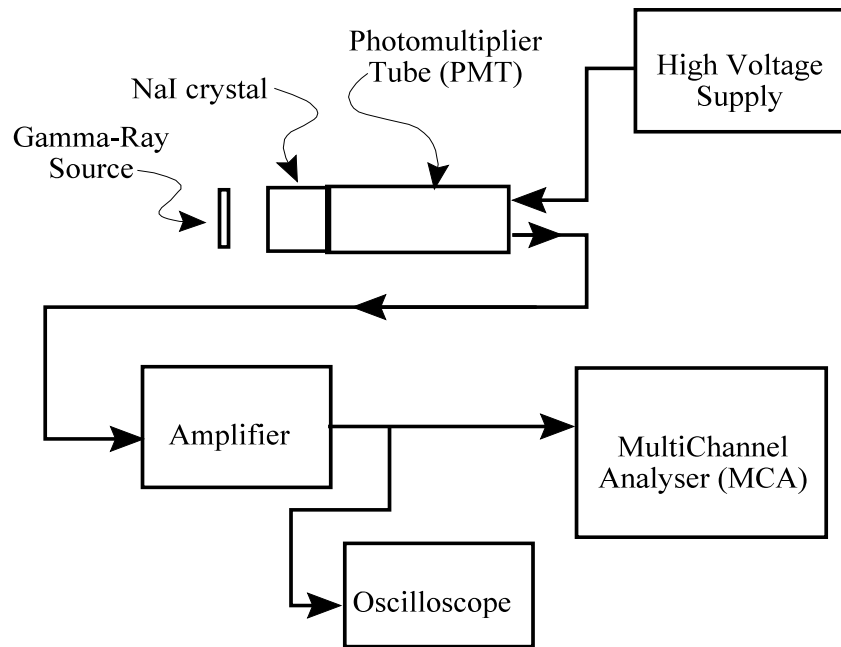 Photomultiplier
Tube (PMT)
High Voltage
Supply
NaI crystal
Gamma-Ray
Source
Amplifier
MultiChannel
Analyser (MCA)
Oscilloscope